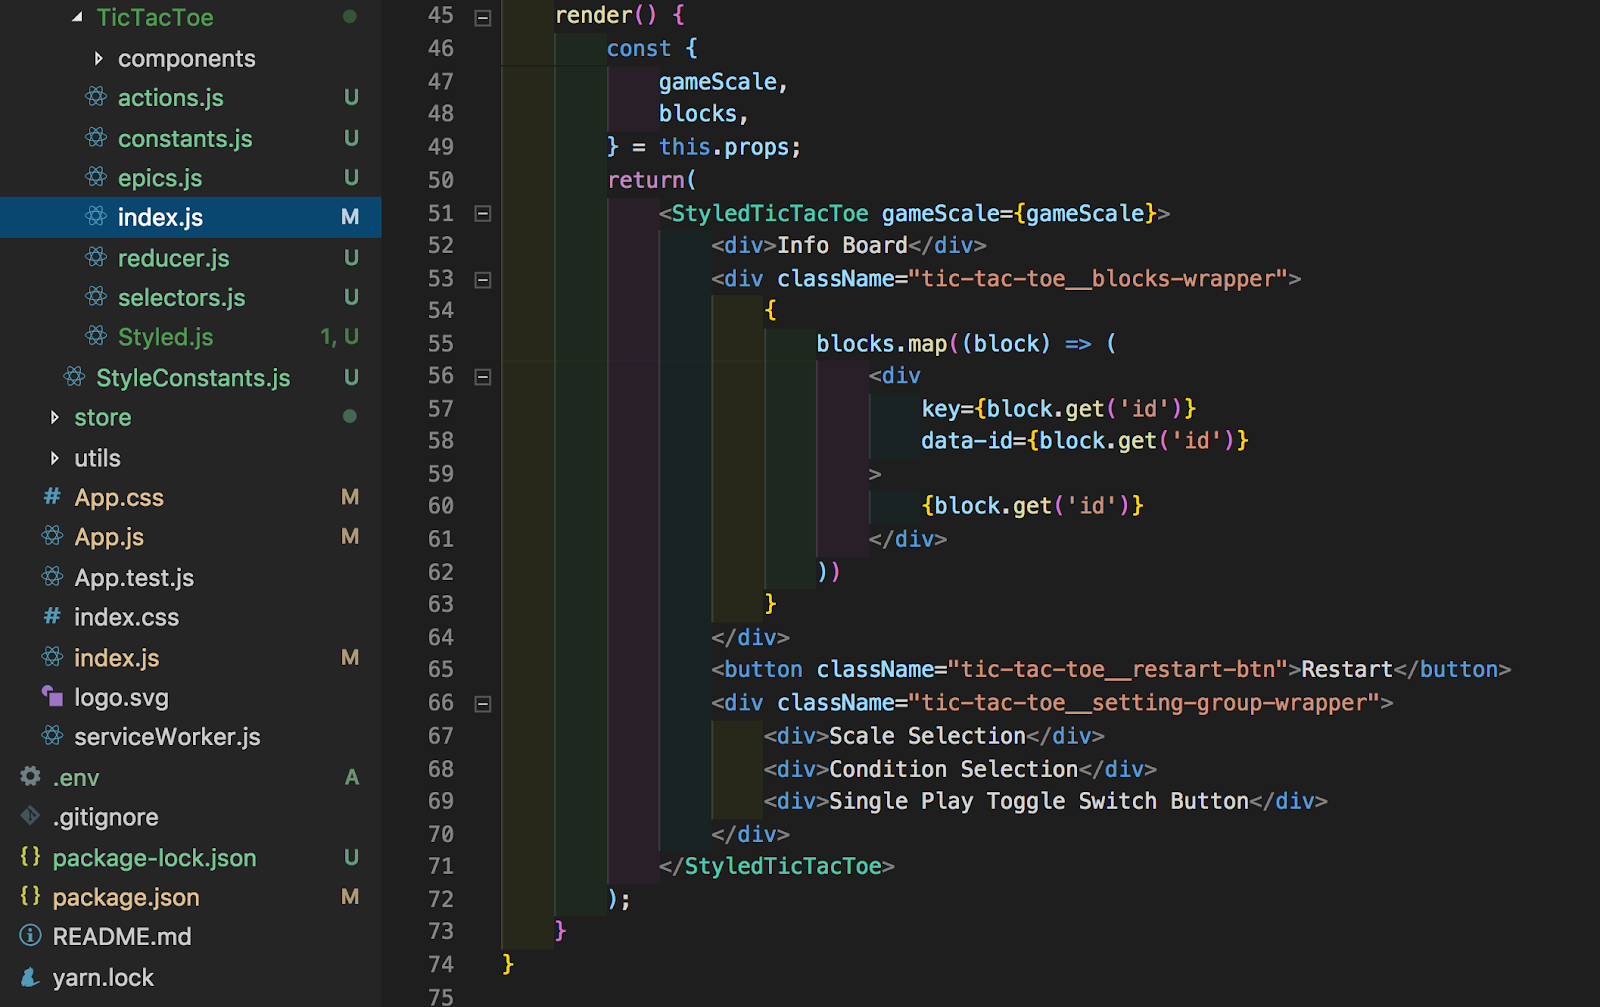 TicTacToe
components
actions.js U
constants.js U
epics.js U
index.js M
reducer.js U
selectors.js U
Styled.js 1, U
StyleConstants.js U
store
utils
App.css M
App.js M
App.test.js
index.css
index.js M
logo.svg
serviceWorker.js
.env A
.gitignore
package-lock.json U
package.json M
README.md
yarn.lock
45 render() {
46 const {
47 gameScale,
48 blocks,
49 } = this.props;
50 return(
51 <StyledTicTacToe gameScale={gameScale}>
52 <div>Info Board</div>
53 <div className="tic-tac-toe__blocks-wrapper">
54 {
55 blocks.map((block) => (
56 <div
57 key={block.get('id')}
58 data-id={block.get('id')}
59 >
60 {block.get('id')}
61 </div>
62 ))
63 }
64 </div>
65 <button className="tic-tac-toe__restart-btn">Restart</button>
66 <div className="tic-tac-toe__setting-group-wrapper">
67 <div>Scale Selection</div>
68 <div>Condition Selection</div>
69 <div>Single Play Toggle Switch Button</div>
70 </div>
71 </StyledTicTacToe>
72 );
73 }
74 }
75